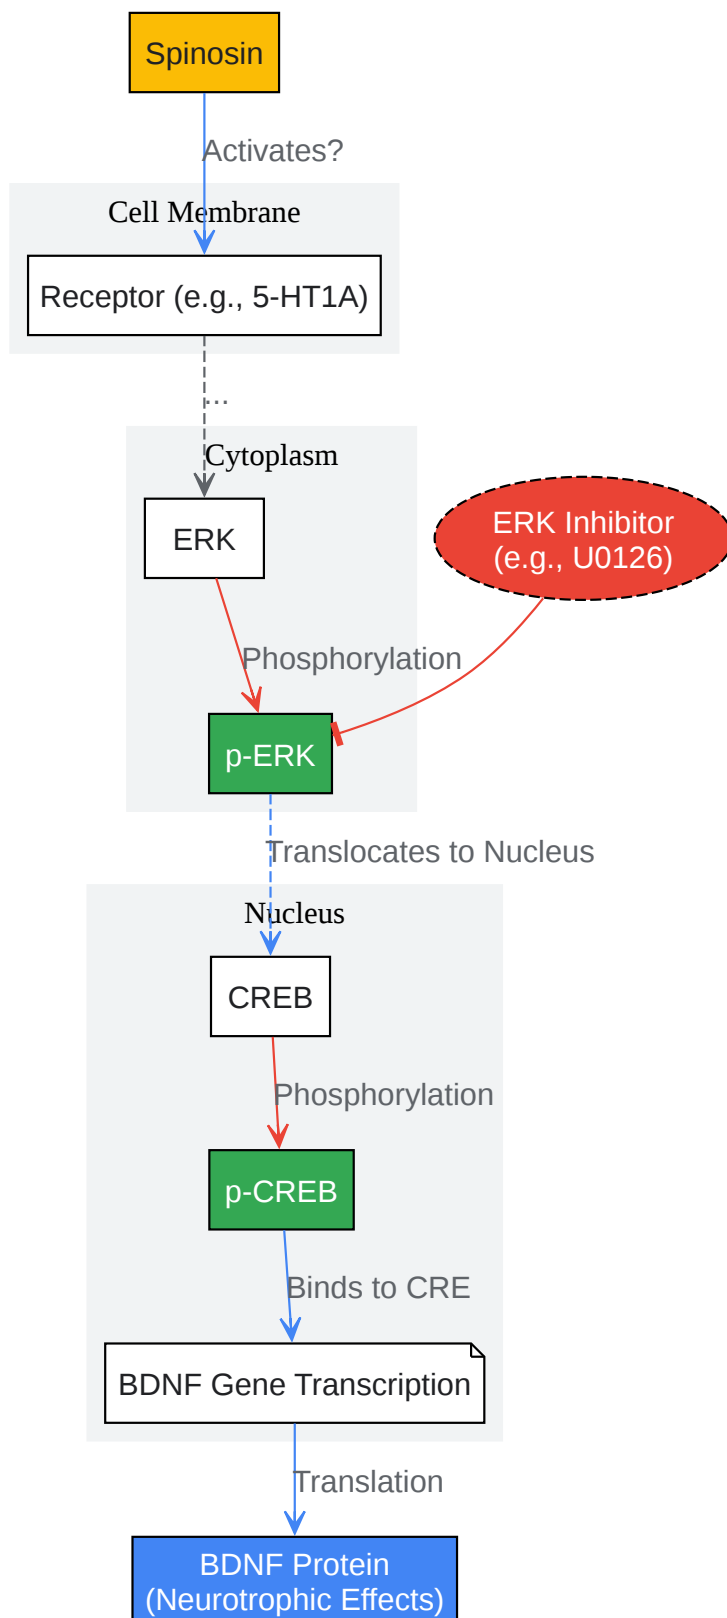 Spinosin
Activates?
Cell Membrane
Receptor (e.g., 5-HT1A)
...
Cytoplasm
ERK
ERK Inhibitor
(e.g., U0126)
Phosphorylation
p-ERK
Translocates to Nucleus
Nucleus
CREB
Phosphorylation
p-CREB
Binds to CRE
BDNF Gene Transcription
Translation
BDNF Protein
(Neurotrophic Effects)